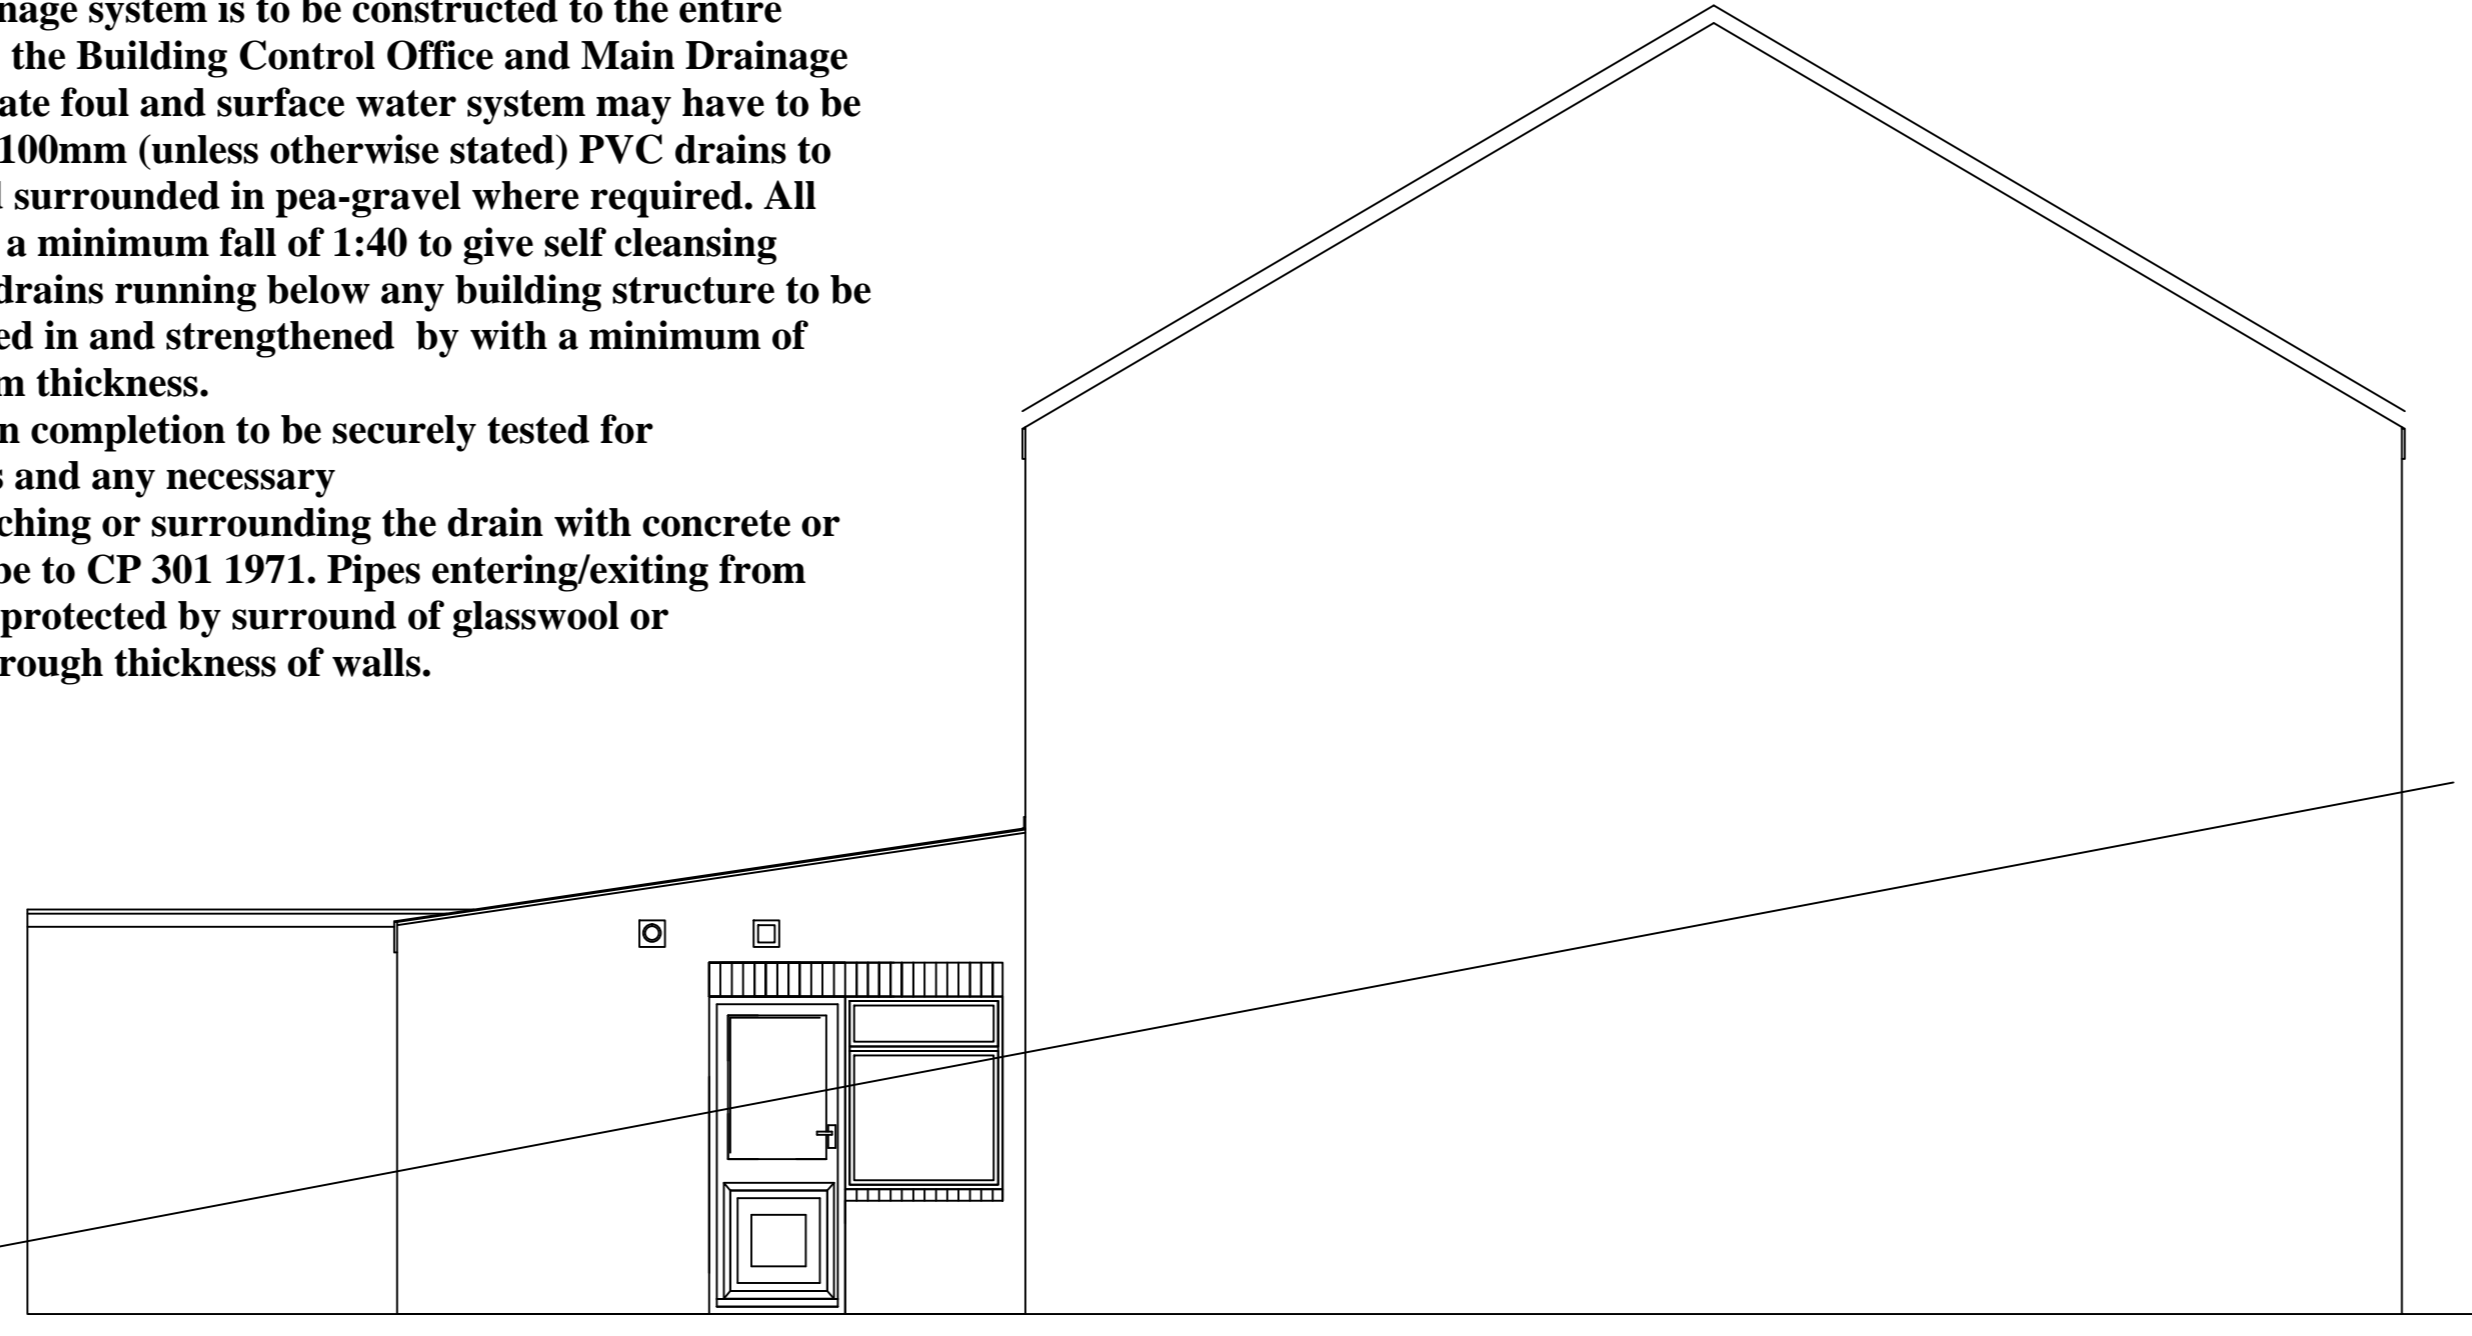 nage system is to be constructed to the entire
the Building Control Office and Main Drainage
ate foul and surface water system may have to be
100mm (unless otherwise stated) PVC drains to
surrounded in pea-gravel where required. All
a minimum fall of 1:40 to give self cleansing
drains running below any building structure to be
ed in and strengthened by with a minimum of
m thickness.
n completion to be securely tested for
s and any necessary
ching or surrounding the drain with concrete or
be to CP 301 1971. Pipes entering/exiting from
protected by surround of glasswool or
rough thickness of walls.